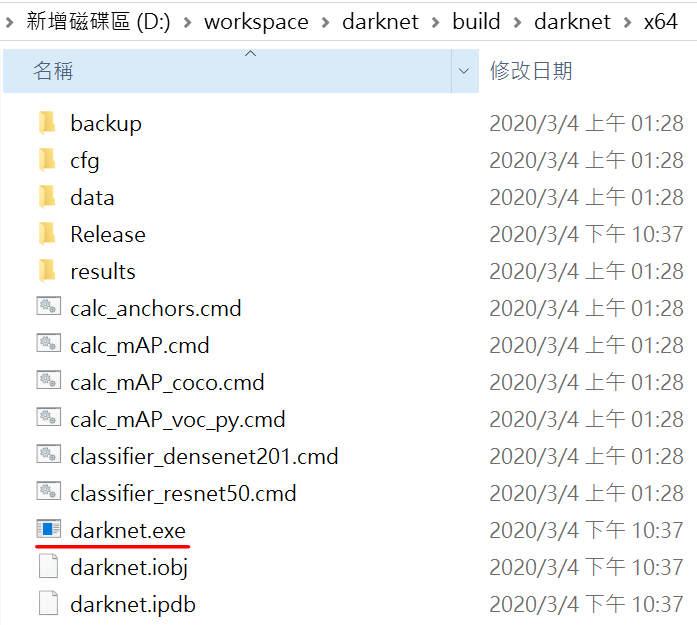 新增磁碟區 (D:) > workspace > darknet > build > darknet > x64
名稱 修改日期
backup 2020/3/4 上午 01:28
cfg 2020/3/4 上午 01:28
data 2020/3/4 上午 01:28
Release 2020/3/4 下午 10:37
results 2020/3/4 上午 01:28
calc_anchors.cmd 2020/3/4 上午 01:28
calc_mAP.cmd 2020/3/4 上午 01:28
calc_mAP_coco.cmd 2020/3/4 上午 01:28
calc_mAP_voc_py.cmd 2020/3/4 上午 01:28
classifier_densenet201.cmd 2020/3/4 上午 01:28
classifier_resnet50.cmd 2020/3/4 上午 01:28
darknet.exe 2020/3/4 下午 10:37
darknet.iobj 2020/3/4 下午 10:37
darknet.ipdb 2020/3/4 下午 10:37